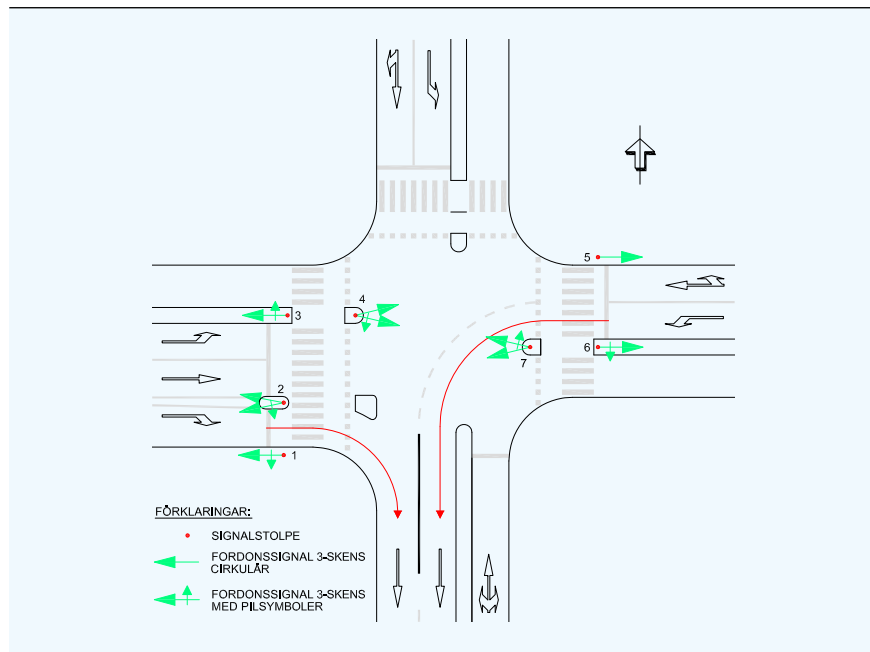 5
4
3
6
7
2
1
FÖRKLARINGAR:
SIGNALSTOLPE
FORDONSSIGNAL 3-SKENS
CIRKULÄR
FORDONSSIGNAL 3-SKENS
MED PILSYMBOLER